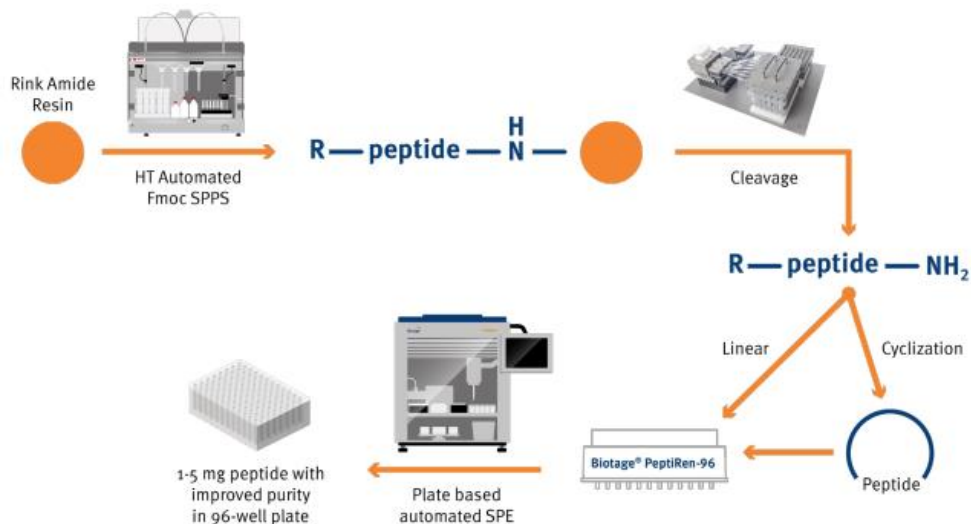 Rink Amide
Resin
HT Automated
Fmoc SPPS
R — peptide — N —
H
Cleavage
R — peptide — NH₂
Linear
Cyclization
Peptide
Biotage® PeptiRen-96
Plate based
automated SPE
1-5 mg peptide with
improved purity
in 96-well plate